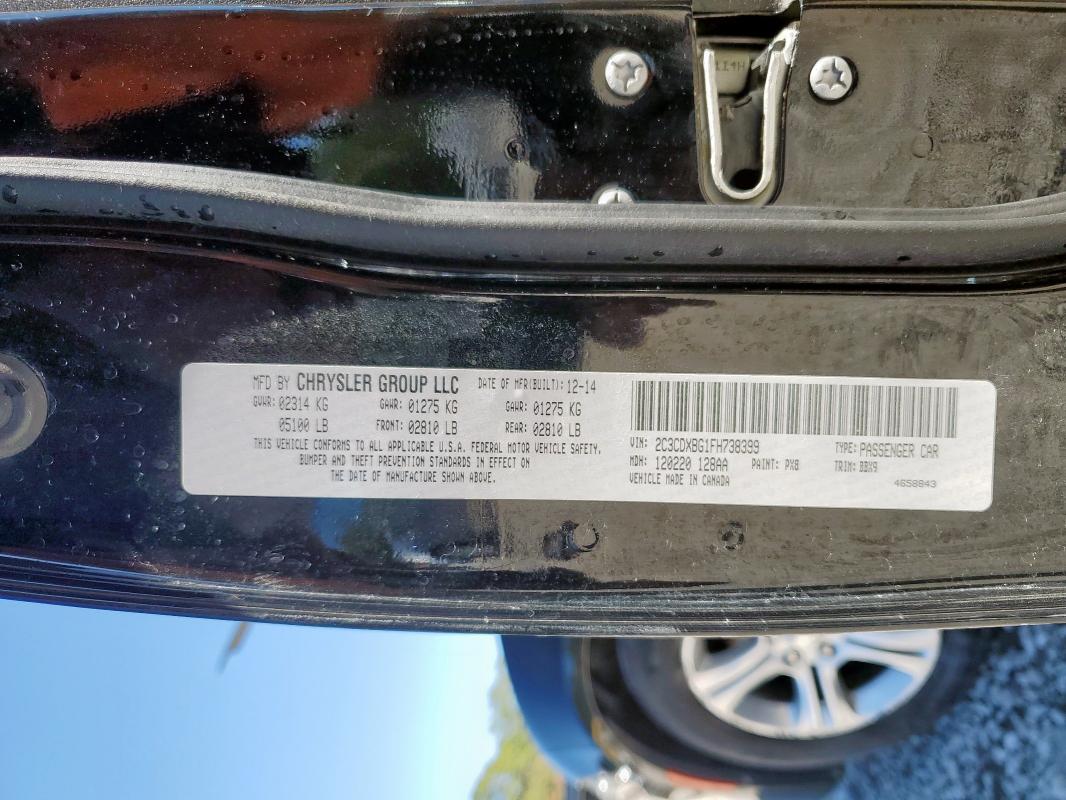 MFD BY CHRYSLER GROUP LLC DATE OF MFR(BUILT): 12-14
GVWR: 02314 KG GAWR: 01275 KG GAWR: 01275 KG
05100 LB FRONT: 02810 LB REAR: 02810 LB
THIS VEHICLE CONFORMS TO ALL APPLICABLE U.S.A. FEDERAL MOTOR VEHICLE SAFETY,
BUMPER AND THEFT PREVENTION STANDARDS IN EFFECT ON
THE DATE OF MANUFACTURE SHOWN ABOVE.
VIN: 2C3CDXBG1FH738399 TYPE: PASSENGER CAR
MDH: 120220 128AA PAINT: PX8 TRIM: BBX9
VEHICLE MADE IN CANADA
4658843